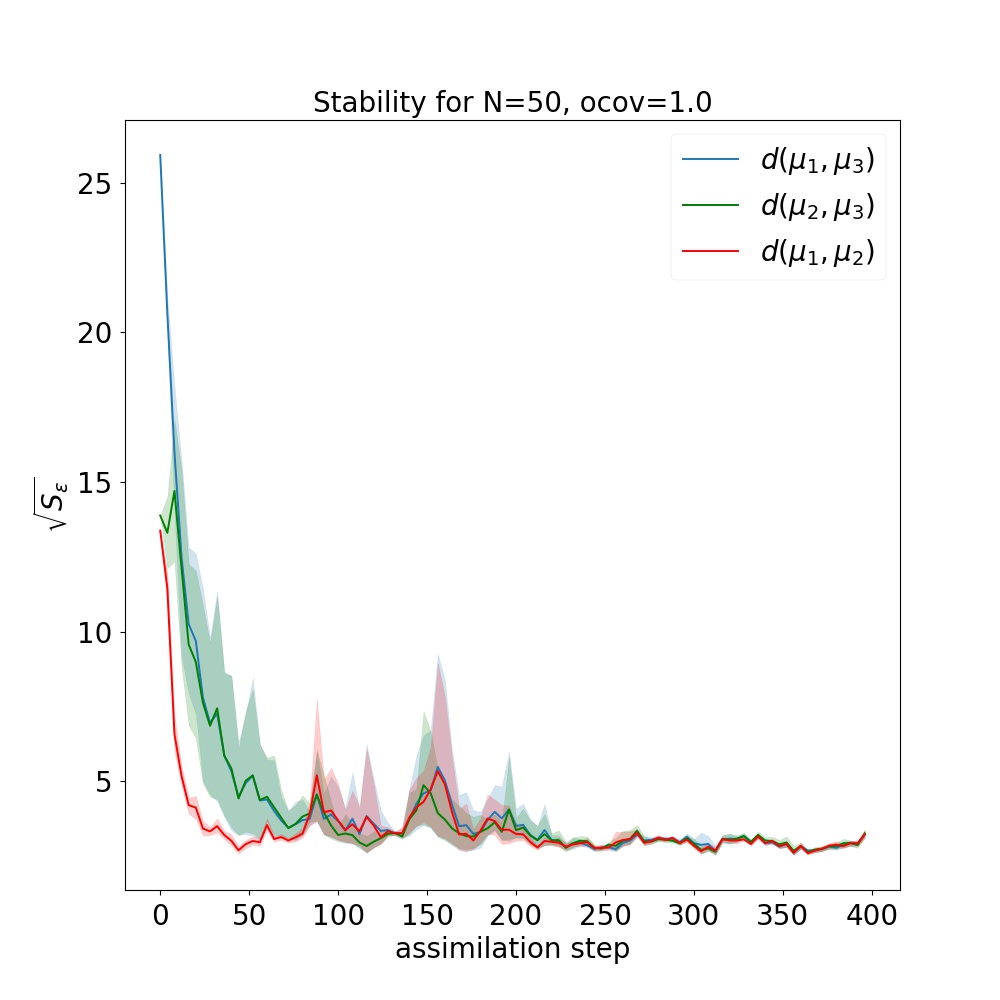 Stability for N=50, ocov=1.0
d(μ₁, μ₃)
d(μ₂, μ₃)
d(μ₁, μ₂)
25
20
15
10
5
√Sε
0 50 100 150 200 250 300 350 400
assimilation step